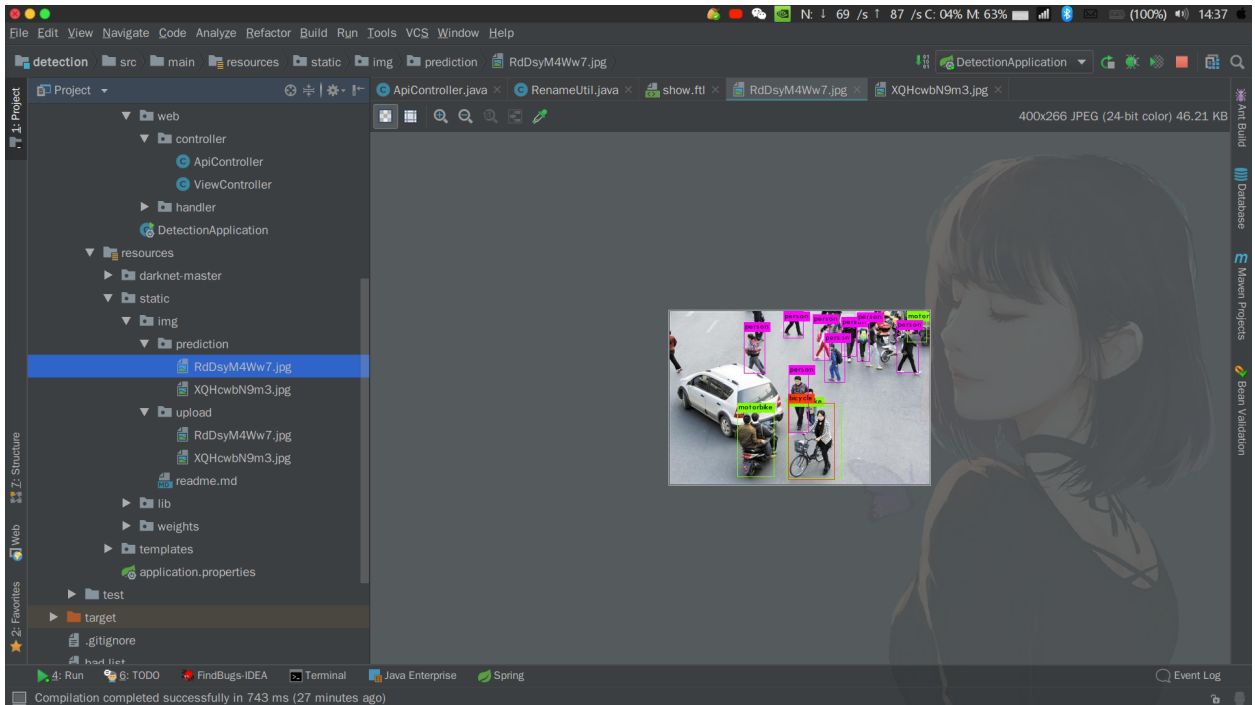 N: ↓ 69 /s ↑ 87 /s C: 04% M: 63% (100%) 14:37
File Edit View Navigate Code Analyze Refactor Build Run Tools VCS Window Help
detection src main resources static img prediction RdDsyM4Ww7.jpg DetectionApplication
1: Project
Project
ApiController.java RenameUtil.java show.ftl RdDsyM4Ww7.jpg XQHcwbN9m3.jpg
400x266 JPEG (24-bit color) 46.21 KB
web
controller
ApiController
ViewController
handler
DetectionApplication
resources
darknet-master
static
img
prediction
RdDsyM4Ww7.jpg
XQHcwbN9m3.jpg
upload
RdDsyM4Ww7.jpg
XQHcwbN9m3.jpg
readme.md
lib
weights
templates
application.properties
test
target
.gitignore
bad list
person person person person person motor
person person
person
person
motorbike bicycle ke
Ant Build
Database
Maven Projects
Bean Validation
Z: Structure
Web
2: Favorites
4: Run 6: TODO FindBugs-IDEA Terminal Java Enterprise Spring Event Log
Compilation completed successfully in 743 ms (27 minutes ago)